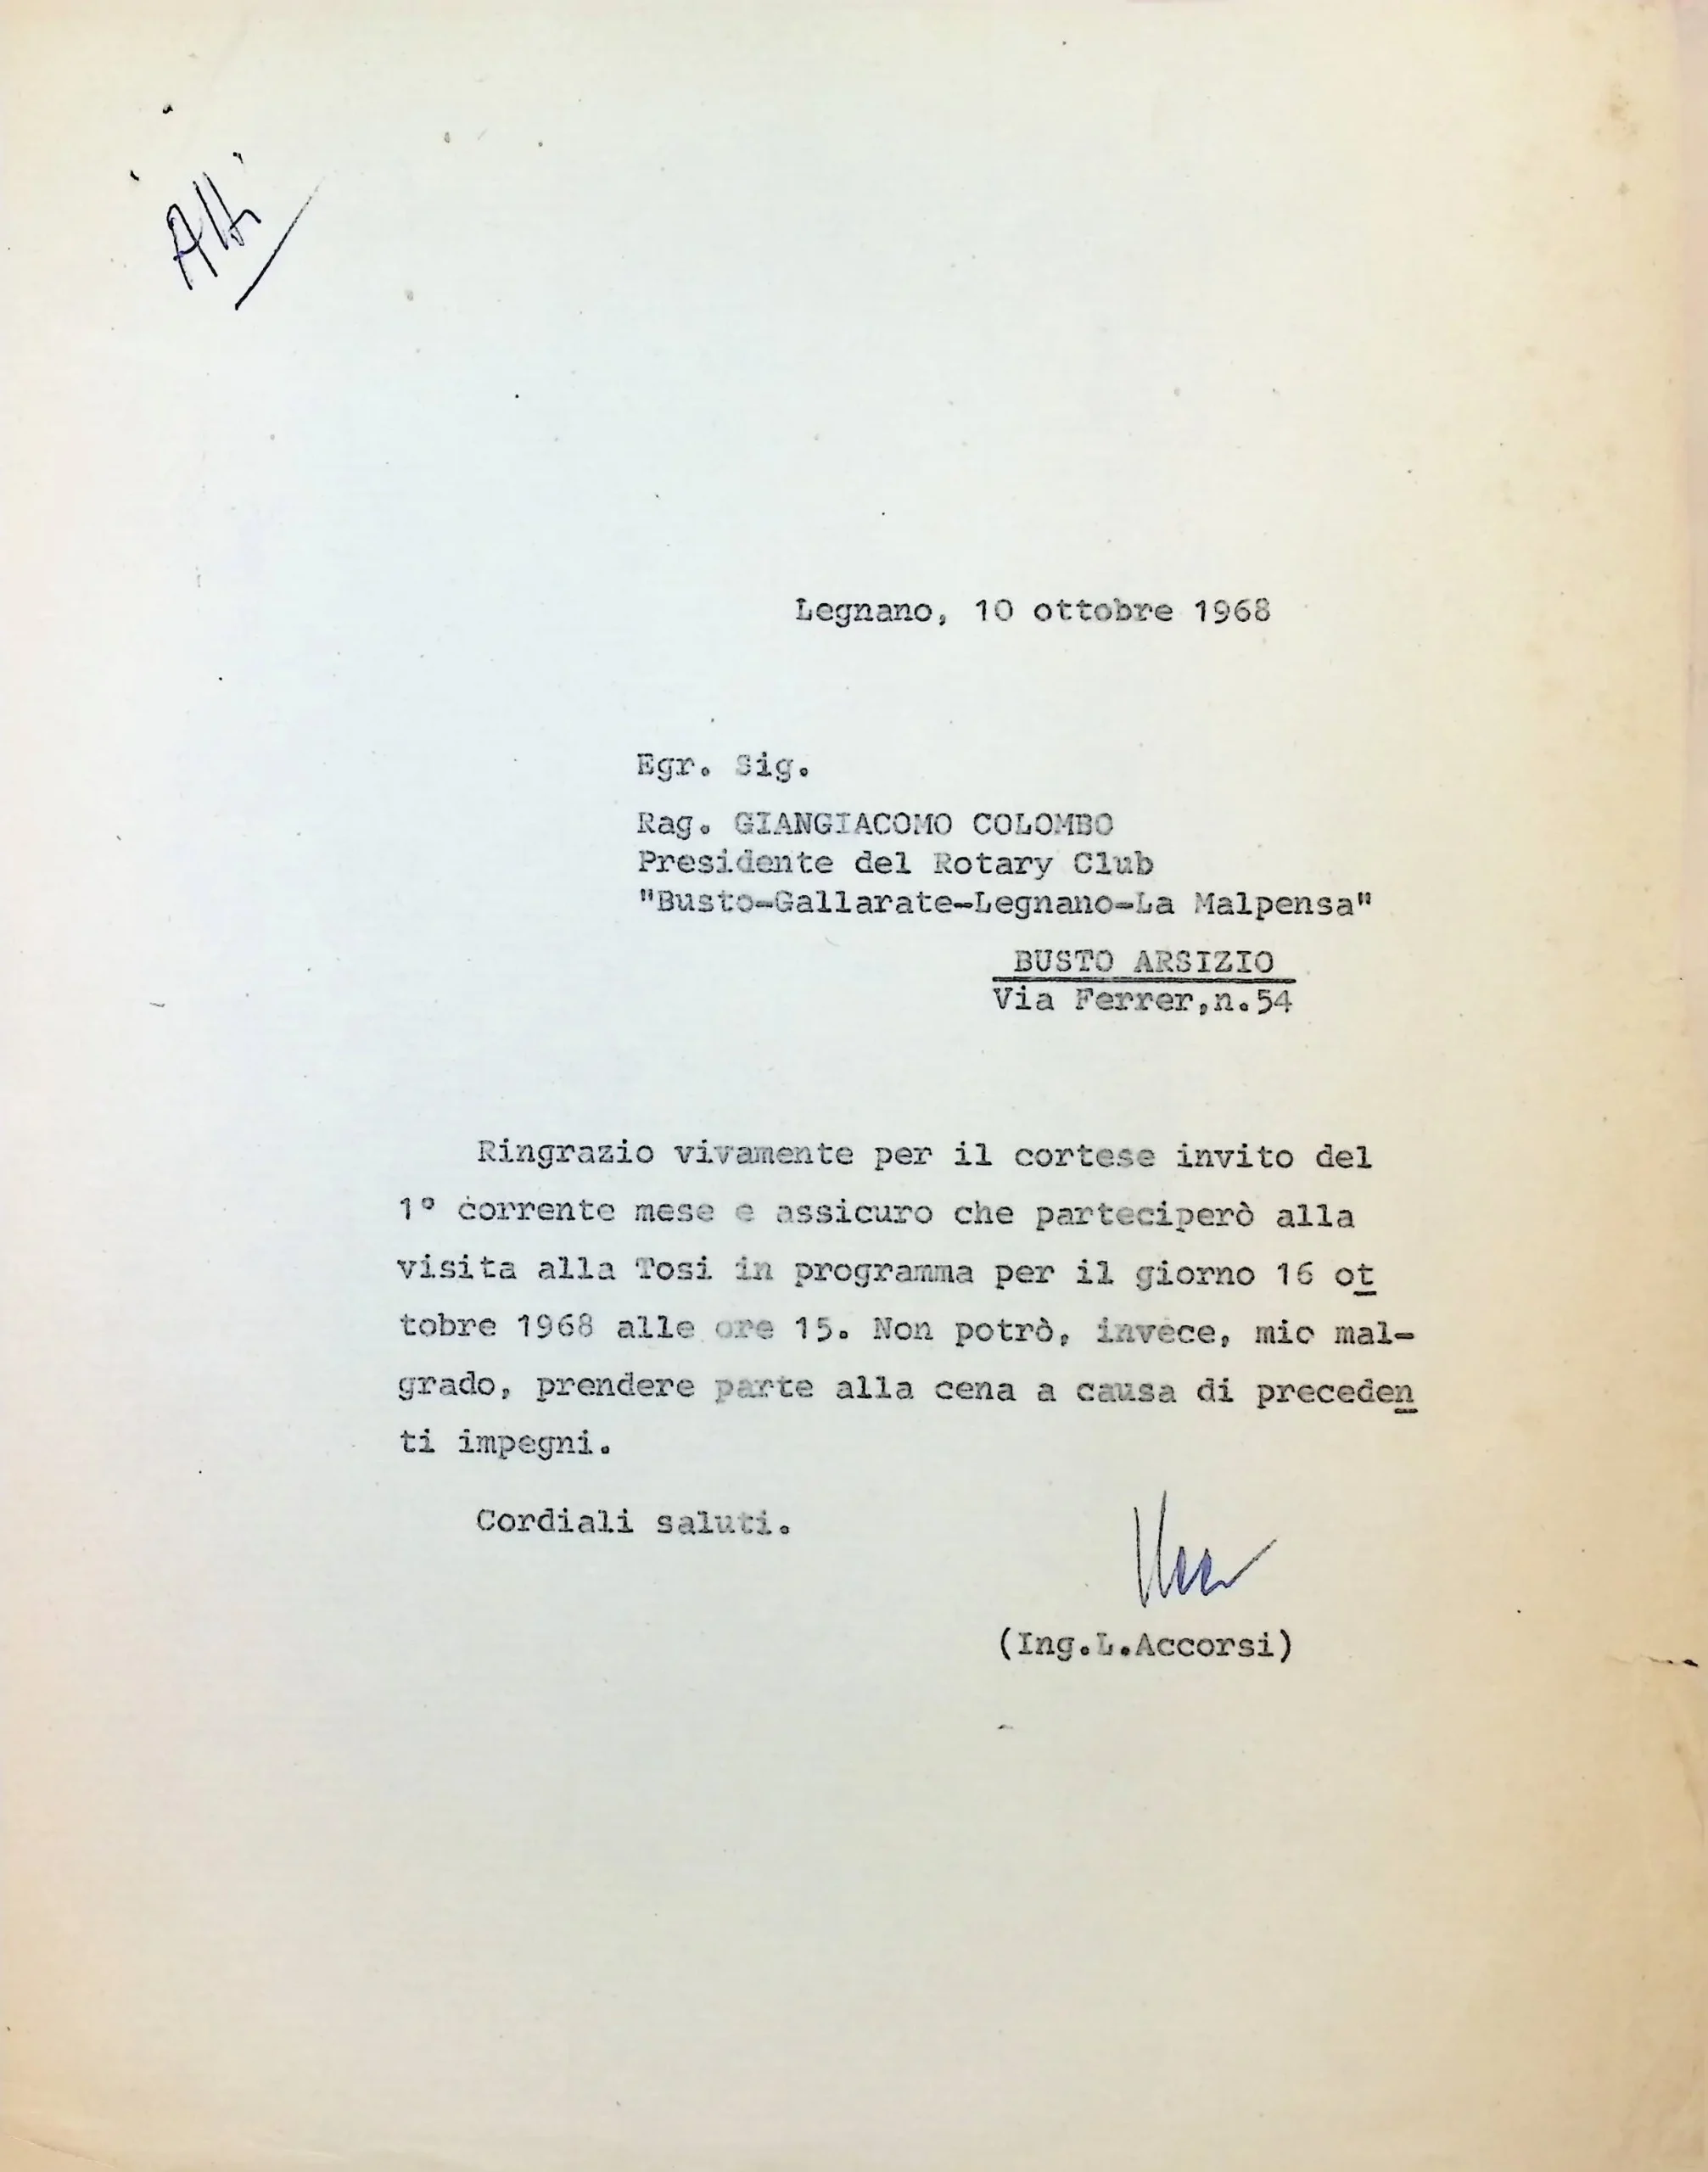 Atti
Legnano, 10 ottobre 1968
Egr. Sig.
Rag. GIANGIACOMO COLOMBO
Presidente del Rotary Club
"Busto-Gallarate-Legnano-La Malpensa"
BUSTO ARSIZIO
Via Ferrer,n.54
Ringrazio vivamente per il cortese invito del
1° corrente mese e assicuro che parteciperò alla
visita alla Tosi in programma per il giorno 16 ot
tobre 1968 alle ore 15. Non potrò, invece, mio mal-
grado, prendere parte alla cena a causa di preceden
ti impegni.
Cordiali saluti.
(Ing.L.Accorsi)